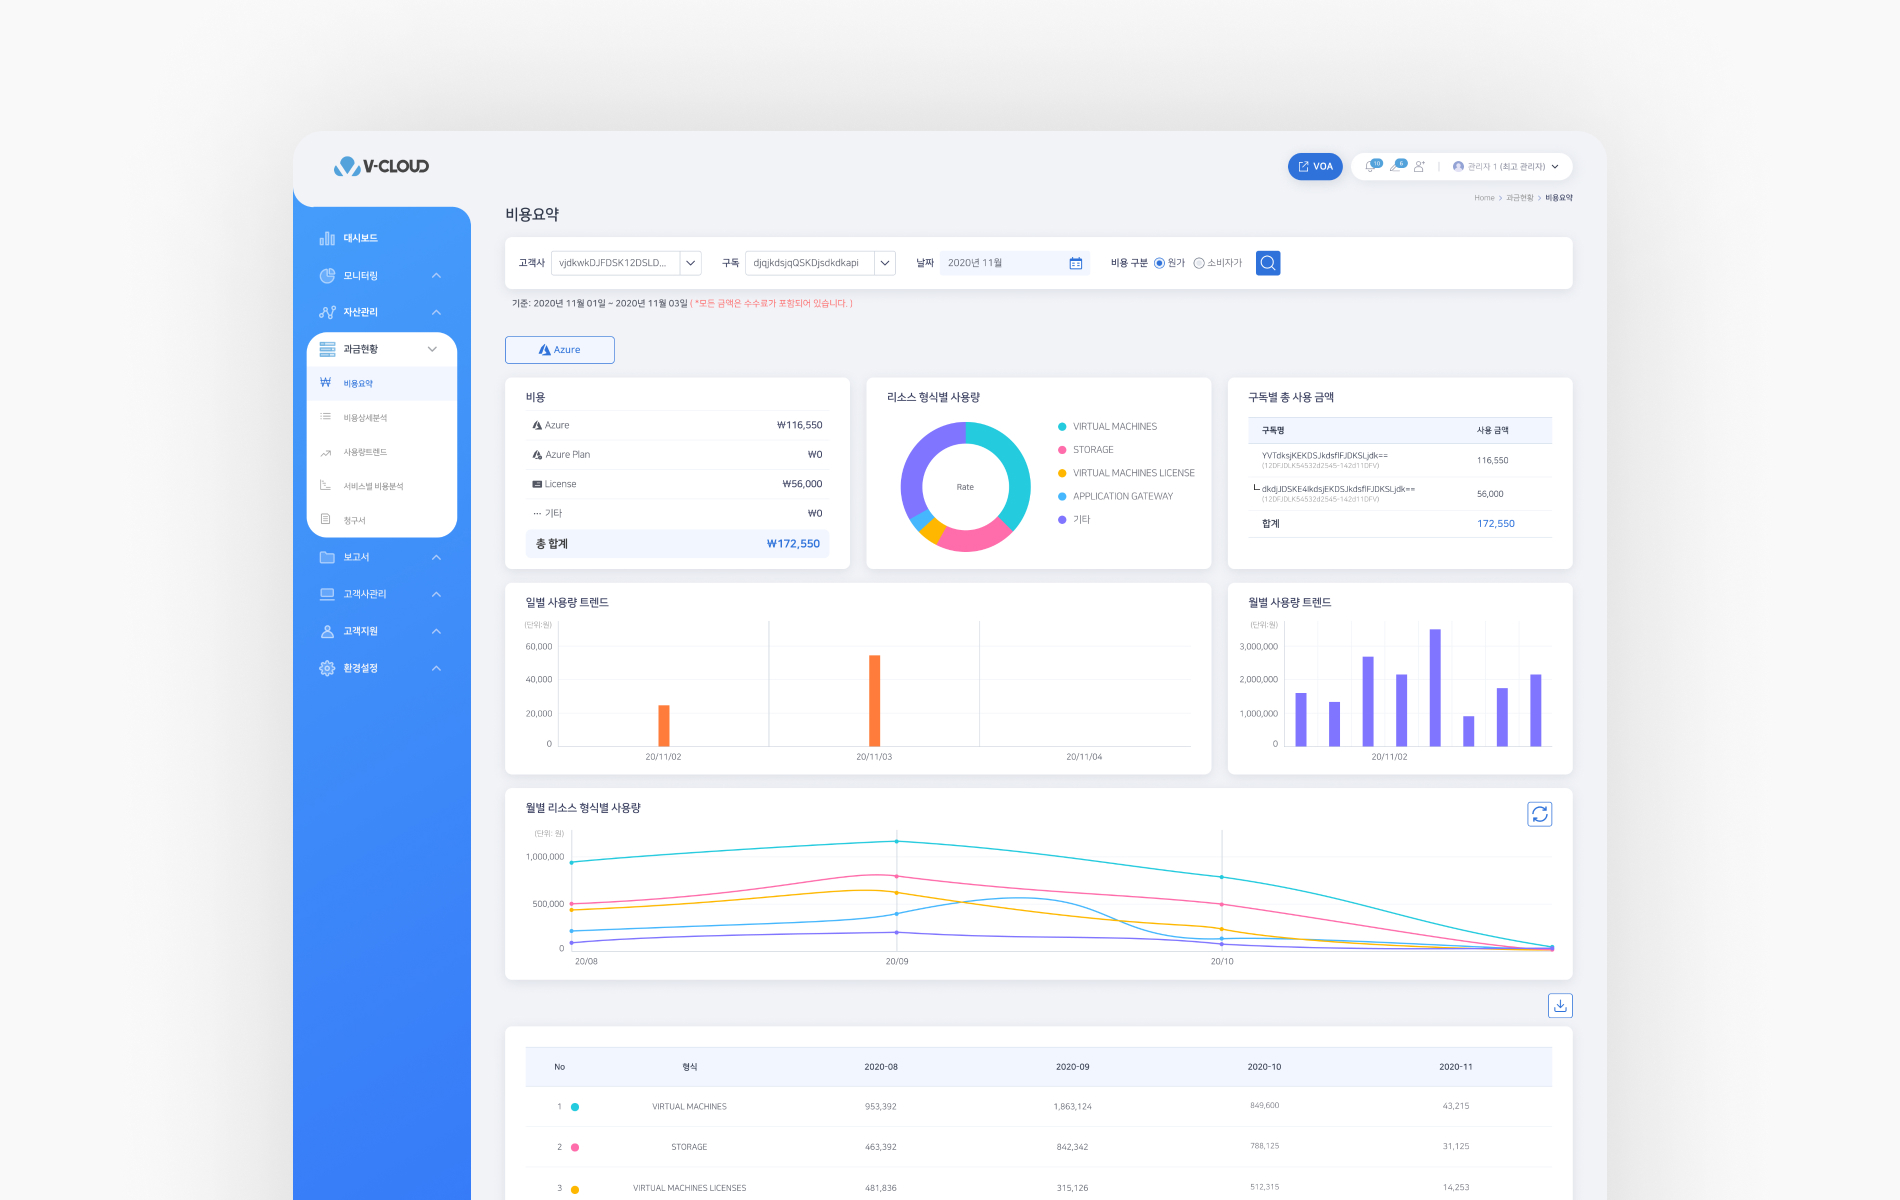 V-CLOUD
VOA
10
6
관리자 1 (최고 관리자)
Home > 과금현황 > 비용요약
대시보드
모니터링
자산관리
과금현황
비용요약
비용상세분석
사용량트렌드
서비스별 비용분석
청구서
보고서
고객사관리
고객지원
환경설정
비용요약
고객사 vjdkwkDJFDSK12DSLD... 구독 djqjkdsjqQSKDjsdkdkapi 날짜 2020년 11월 비용 구분 원가 소비자가
기준: 2020년 11월 01일 ~ 2020년 11월 03일 ( *모든 금액은 수수료가 포함되어 있습니다. )
Azure
비용
Azure ₩116,550
Azure Plan ₩0
License ₩56,000
기타 ₩0
총 합계 ₩172,550
리소스 형식별 사용량
Rate
VIRTUAL MACHINES
STORAGE
VIRTUAL MACHINES LICENSE
APPLICATION GATEWAY
기타
구독별 총 사용 금액
구독명 사용 금액
YVTdksjKEKDSJkdsflFJDKSLjdk== 116,550
(12DFJDLK54532d2545-142d11DFV)
dkdjJDSKE4lkdsjEKDSJkdsflFJDKSLjdk== 56,000
(12DFJDLK54532d2545-142d11DFV)
합계 172,550
일별 사용량 트렌드
(단위:원)
60,000
40,000
20,000
0
20/11/02 20/11/03 20/11/04
월별 사용량 트렌드
(단위:원)
3,000,000
2,000,000
1,000,000
0
20/11/02
월별 리소스 형식별 사용량
(단위: 원)
1,000,000
500,000
0
20/08 20/09 20/10
No 형식 2020-08 2020-09 2020-10 2020-11
1 VIRTUAL MACHINES 953,392 1,863,124 849,600 43,215
2 STORAGE 463,392 842,342 788,125 31,125
3 VIRTUAL MACHINES LICENSES 481,836 315,126 512,315 14,253